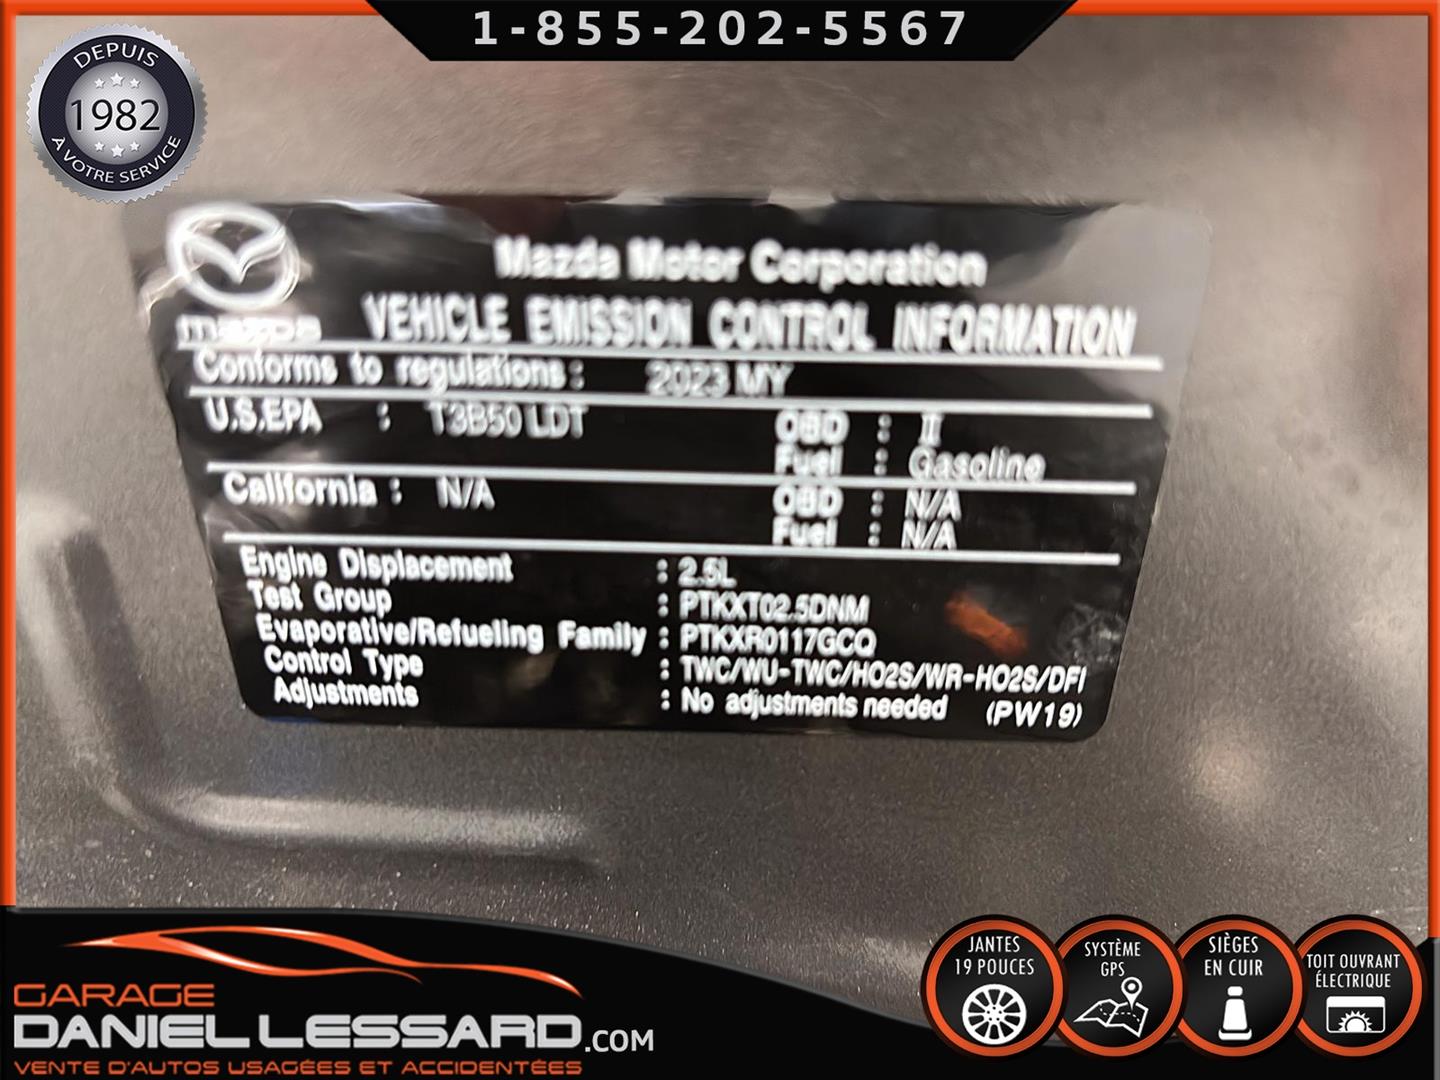 1-855-202-5567
DEPUIS
1982
À VOTRE SERVICE
Mazda Motor Corporation
mazda
VEHICLE EMISSION CONTROL INFORMATION
Conforms to regulations : 2023 MY
U.S.EPA : T3B50 LDT OBD : II
Fuel : Gasoline
California : N/A OBD : N/A
Fuel : N/A
Engine Displacement : 2.5L
Test Group : PTKXT02.5DNM
Evaporative/Refueling Family : PTKXR0117GCQ
Control Type : TWC/WU-TWC/HO2S/WR-HO2S/DFI
Adjustments : No adjustments needed (PW19)
JANTES
19 POUCES
SYSTÈME
GPS
SIÈGES
EN CUIR
TOIT OUVRANT
ÉLECTRIQUE
GARAGE
DANIEL LESSARD.COM
VENTE D'AUTOS USAGÉES ET ACCIDENTÉES